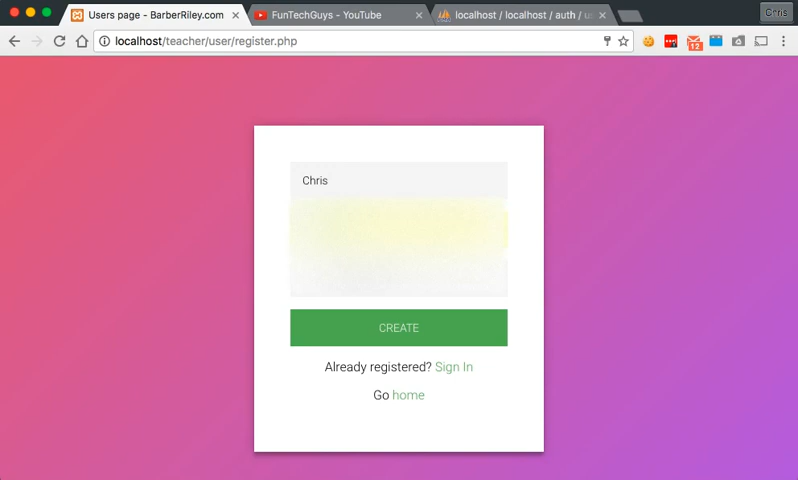 Users page - BarberRiley.com
FunTechGuys - YouTube
localhost / localhost / auth /
Chris
localhost/teacher/user/register.php
12
Chris
CREATE
Already registered? Sign In
Go home